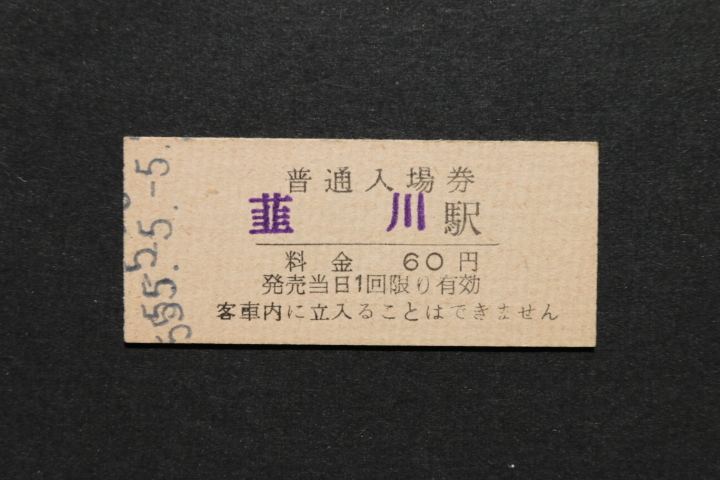 普通入場券
韮川駅
料金 60円
発売当日1回限り有効
客車内に立入ることはできません
55.5.-5.